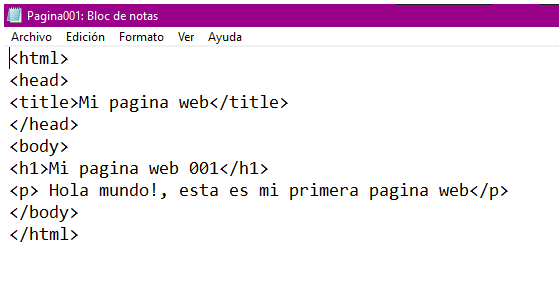 Pagina001: Bloc de notas
Archivo Edición Formato Ver Ayuda
<html>
<head>
<title>Mi pagina web</title>
</head>
<body>
<h1>Mi pagina web 001</h1>
<p> Hola mundo!, esta es mi primera pagina web</p>
</body>
</html>